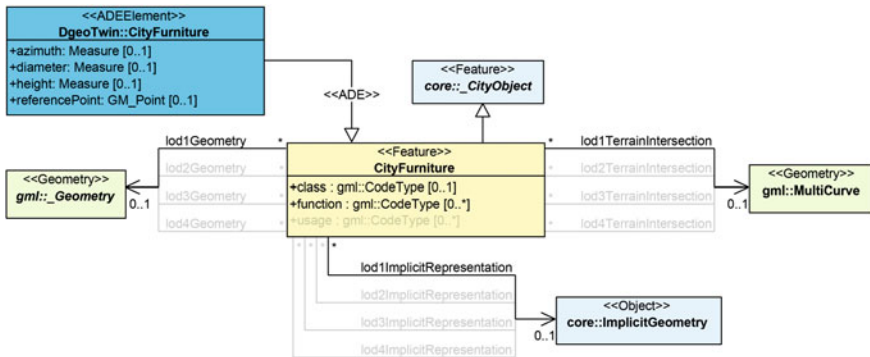 <<ADEElement>>
DgeoTwin::CityFurniture
+azimuth: Measure [0..1]
+diameter: Measure [0..1]
+height: Measure [0..1]
+referencePoint: GM_Point [0..1]
<<ADE>>
<<Feature>>
core::_CityObject
lod1Geometry *
lod2Geometry *
lod3Geometry *
lod4Geometry *
<<Geometry>>
gml::_Geometry
0..1
<<Feature>>
CityFurniture
+class : gml::CodeType [0..1]
+function : gml::CodeType [0..*]
+usage : gml::CodeType [0..*]
* lod1TerrainIntersection
* lod2TerrainIntersection
* lod3TerrainIntersection
* lod4TerrainIntersection
<<Geometry>>
gml::MultiCurve
0..1
* * * *
lod1ImplicitRepresentation
lod2ImplicitRepresentation
lod3ImplicitRepresentation
lod4ImplicitRepresentation
0..1
<<Object>>
core::ImplicitGeometry